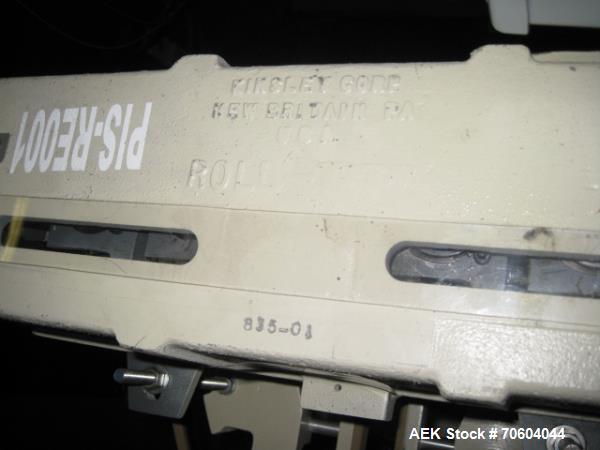 KINSLEY CORP
NEW BRITAIN PA
U.S.A.
ROLL
PIS-RE001
835-01
AEK Stock # 70604044